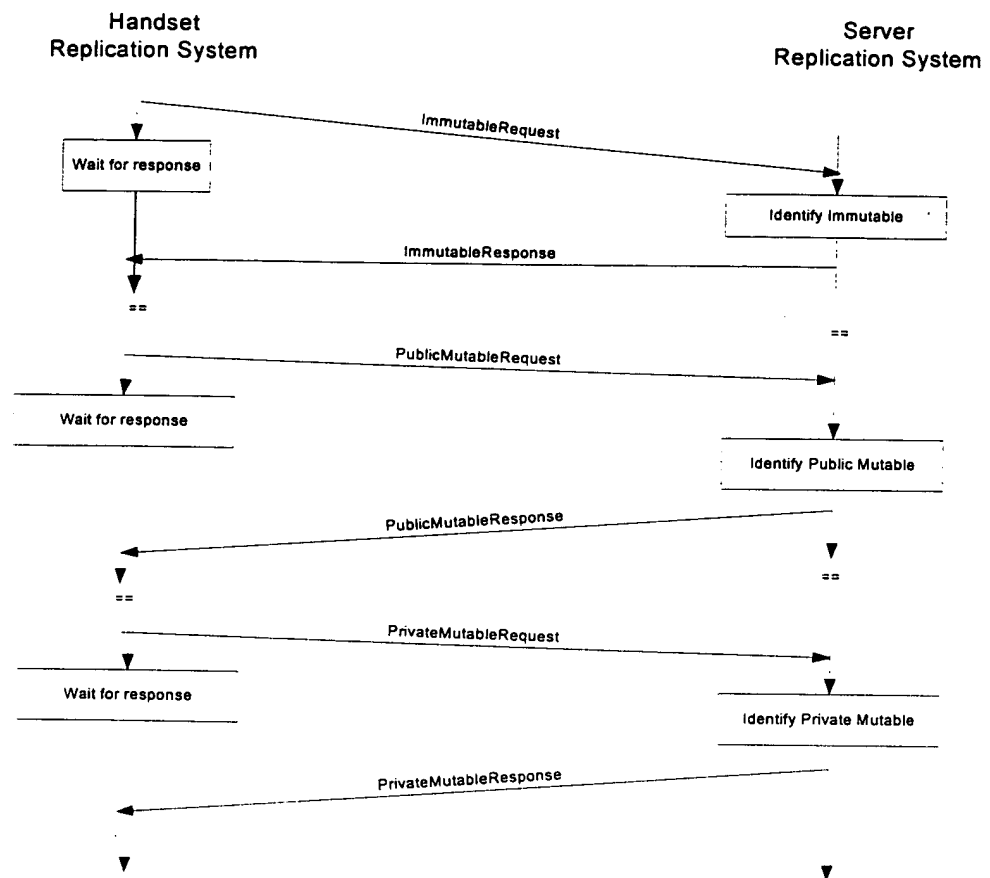 Handset
Replication System
Server
Replication System
ImmutableRequest
Wait for response
Identify Immutable
ImmutableResponse
==
==
PublicMutableRequest
Wait for response
Identify Public Mutable
PublicMutableResponse
==
==
PrivateMutableRequest
Wait for response
Identify Private Mutable
PrivateMutableResponse